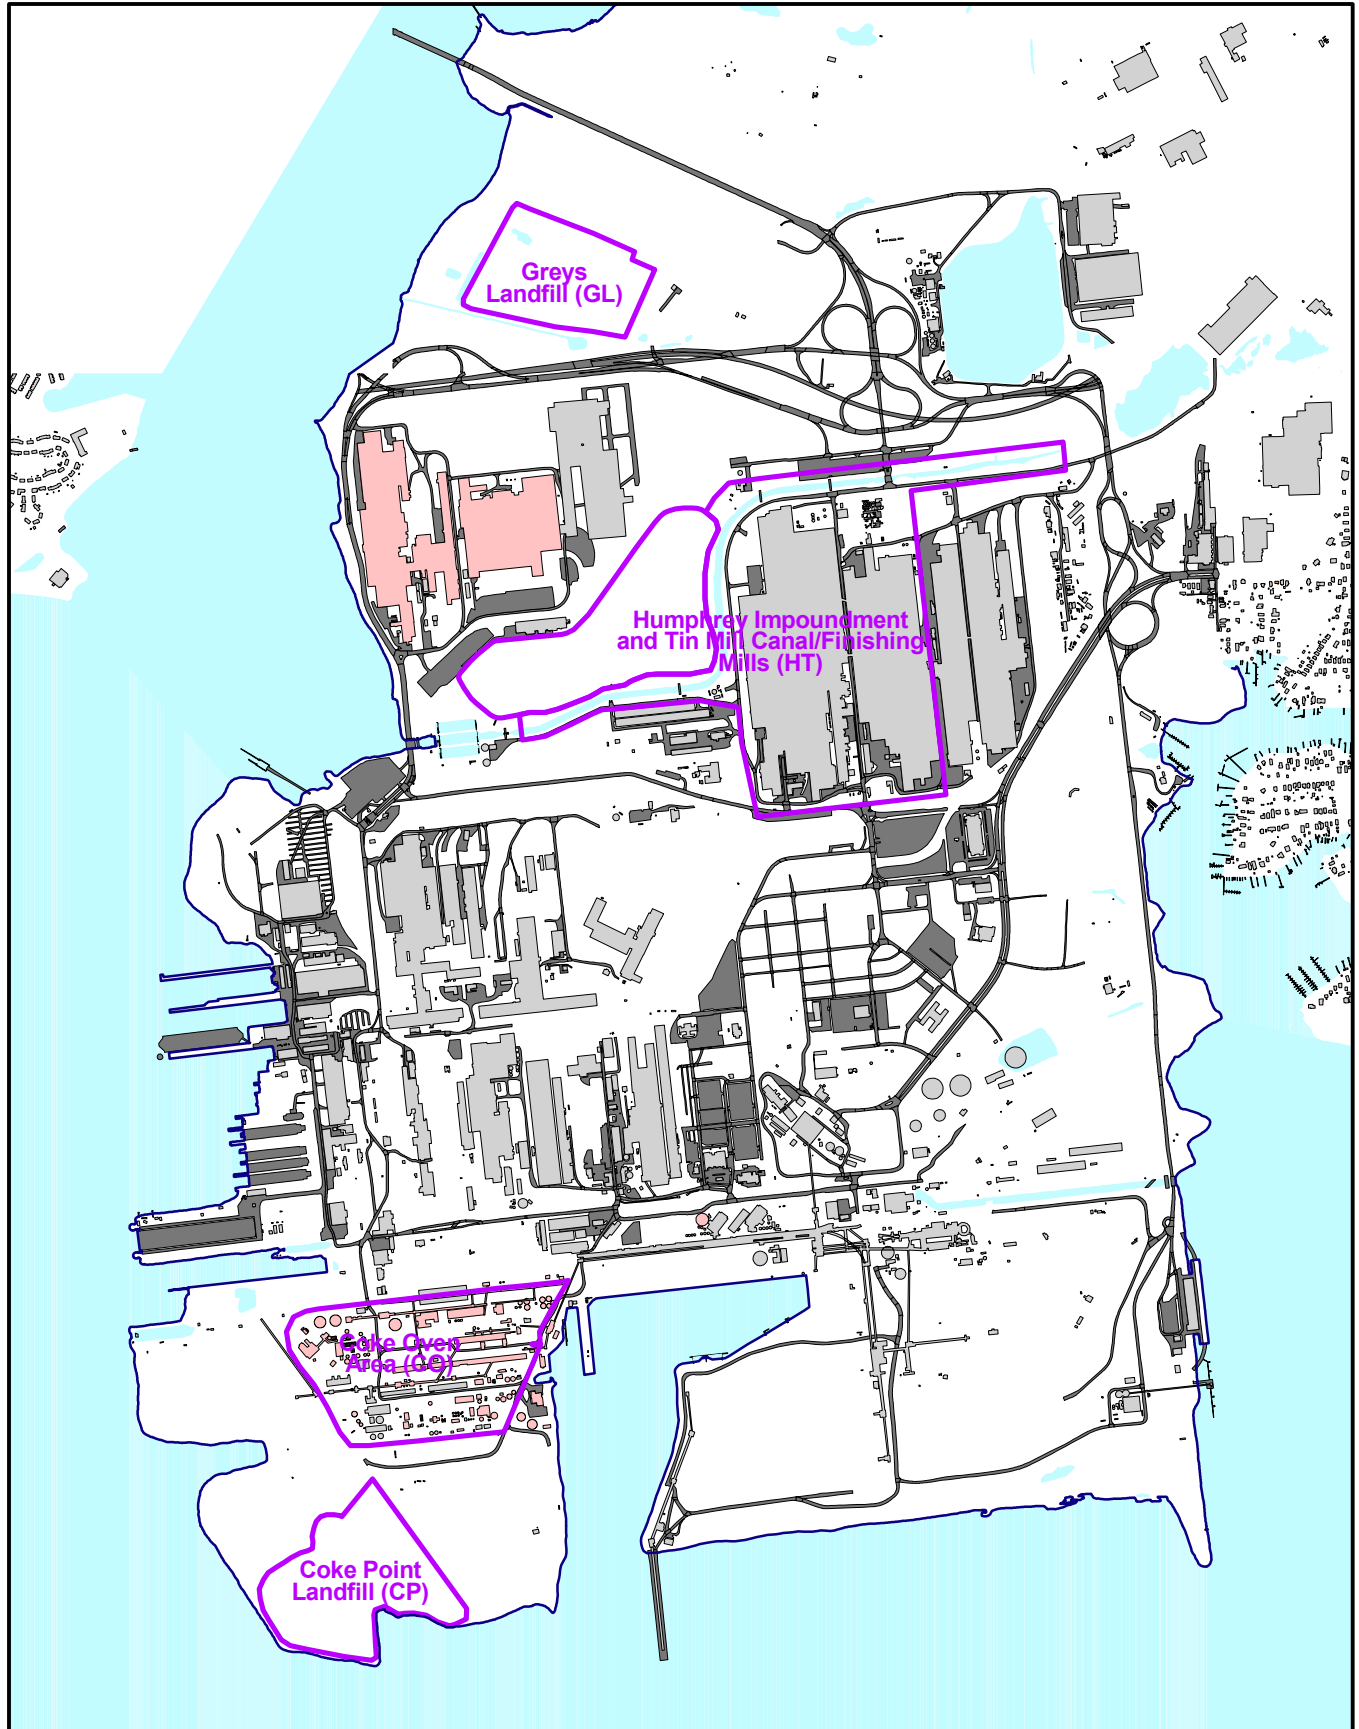 Greys
Landfill (GL)
Humphrey Impoundment
and Tin Mill Canal/Finishing
Mills (HT)
Coke Oven
Area (CO)
Coke Point
Landfill (CP)